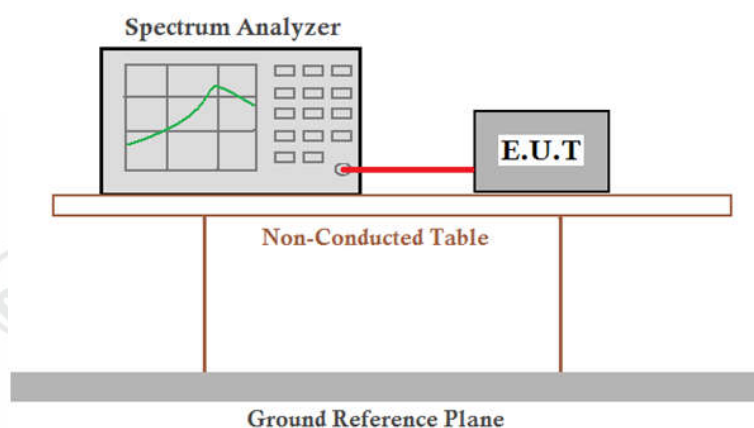 Spectrum Analyzer
E.U.T
Non-Conducted Table
Ground Reference Plane